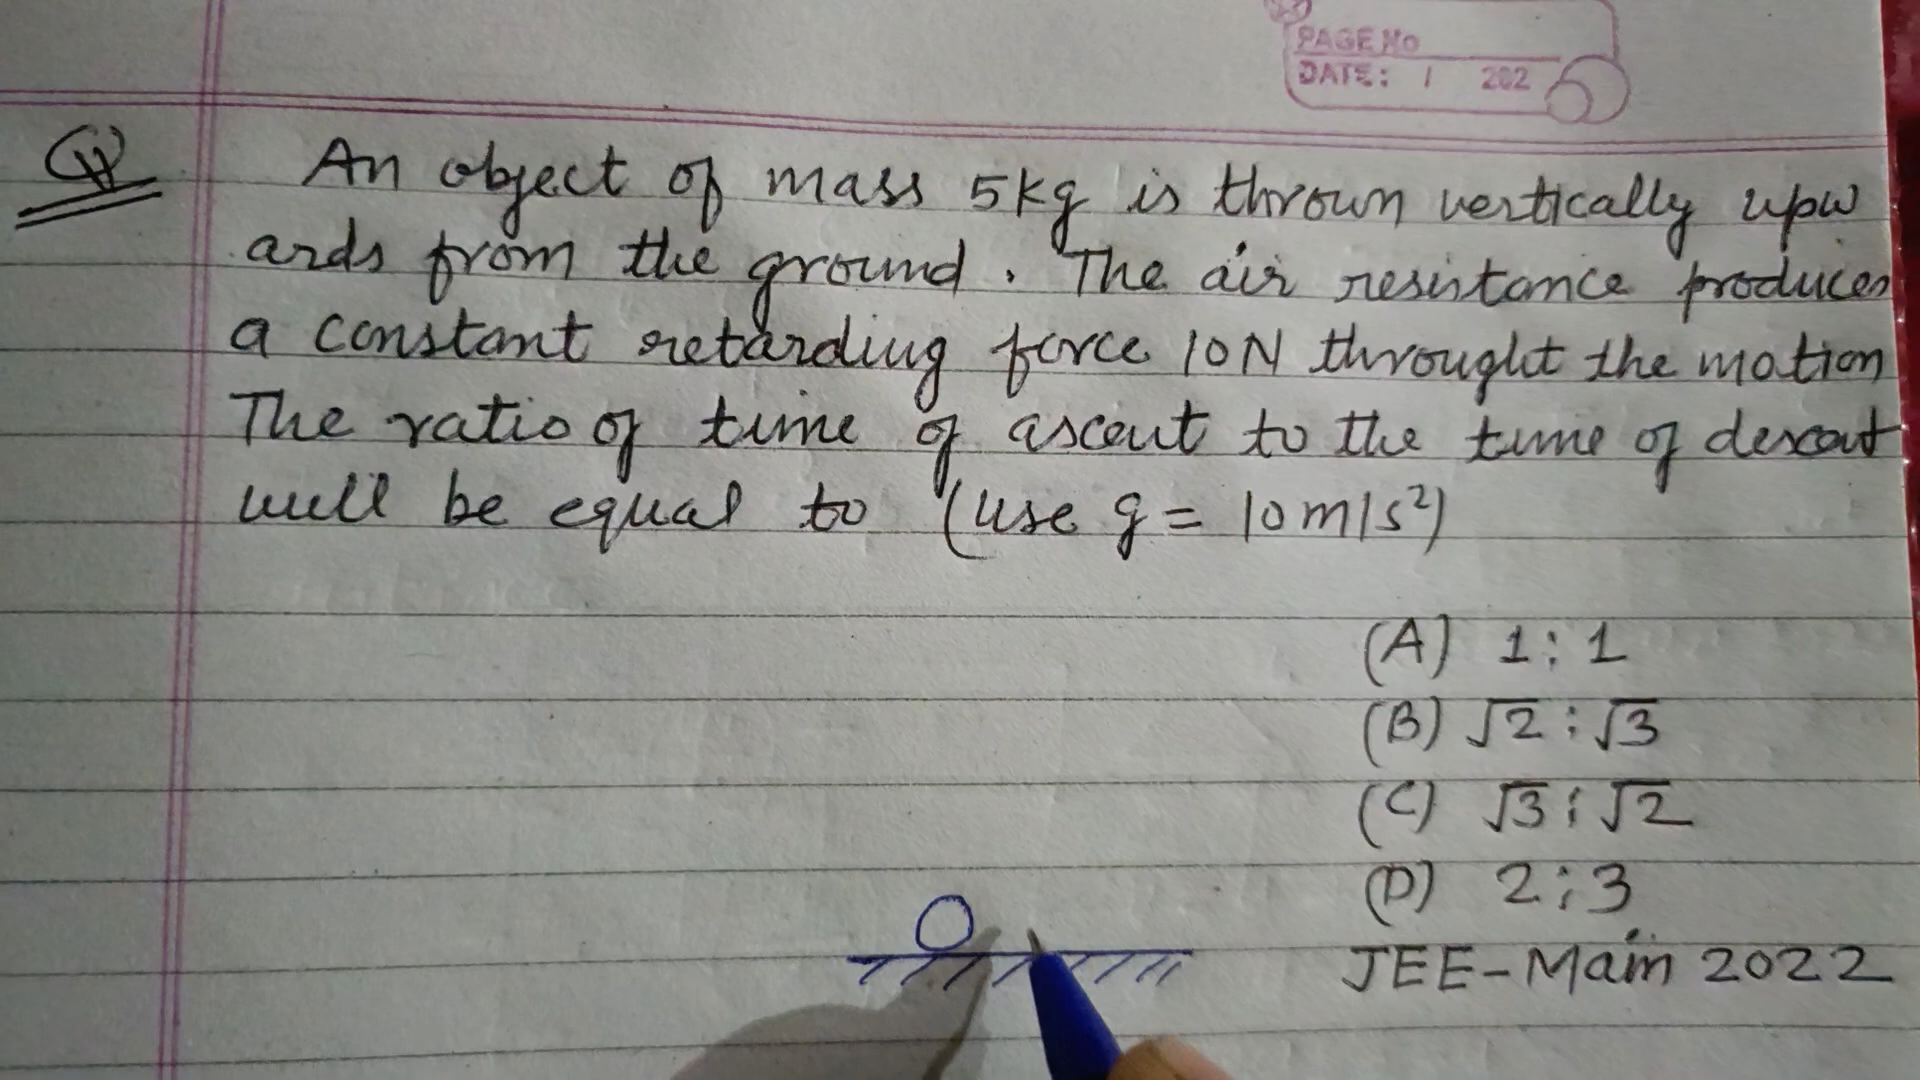 PAGE No
DATE: / 202
Q
An object of mass 5kg is thrown vertically upw
ards from the ground. The air resistance produces
a constant retarding force 10N throught the motion
The ratio of time of ascent to the time of descent
will be equal to (use g = 10m/s²)
(A) 1:1
(B) √2:√3
(C) √3:√2
(D) 2:3
JEE-Main 2022